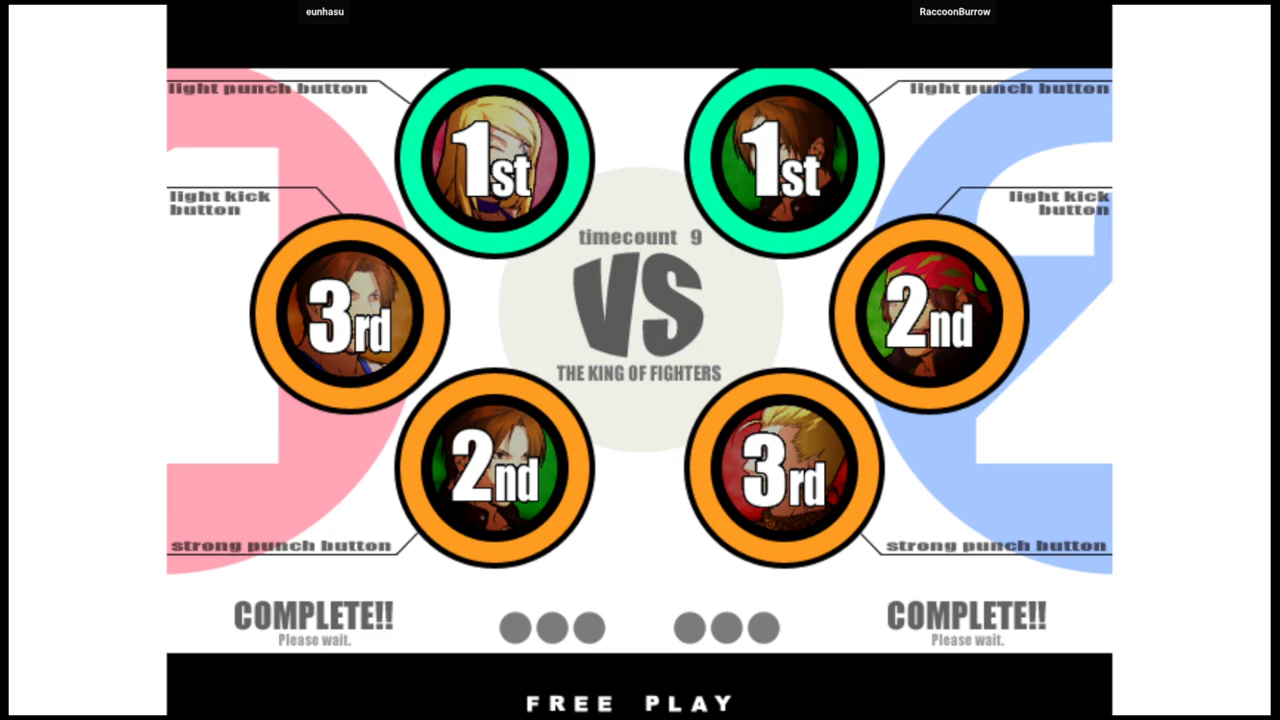 eunhasu
RaccoonBurrow
light punch button
light punch button
1st
1st
light kick
button
light kick
button
timecount 9
VS
THE KING OF FIGHTERS
3rd
2nd
2nd
3rd
strong punch button
strong punch button
COMPLETE!!
Please wait.
COMPLETE!!
Please wait.
FREE PLAY
1
2